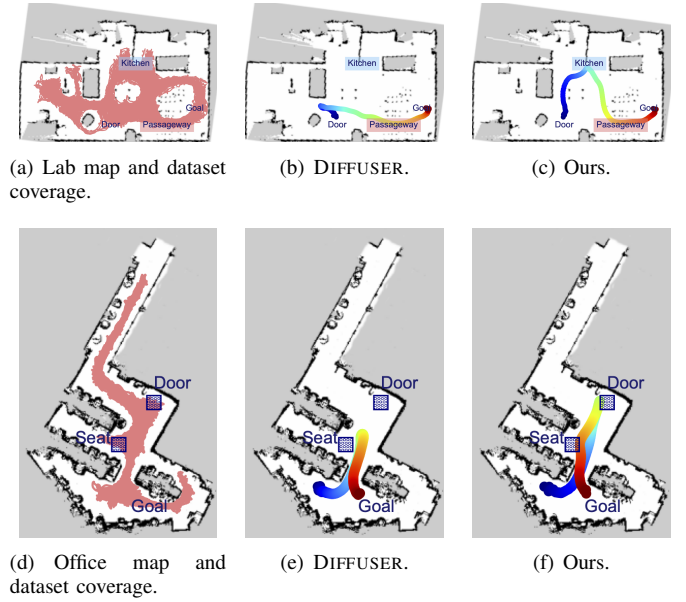 Kitchen
Goal
Door
Passageway
Kitchen
Goal
Door
Passageway
Kitchen
Goal
Door
Passageway
(a) Lab map and dataset
coverage.
(b) DIFFUSER.
(c) Ours.
Door
Seat
Goal
Door
Seat
Goal
Door
Seat
Goal
(d) Office map and
dataset coverage.
(e) DIFFUSER.
(f) Ours.